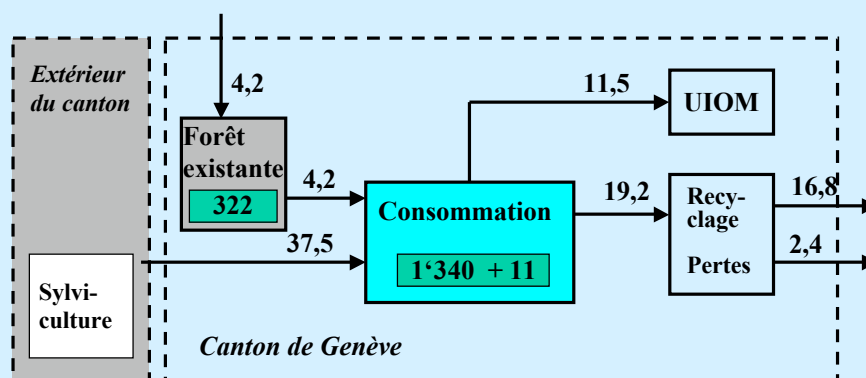 Extérieur
du canton
4,2
Forêt
existante
322
4,2
37,5
Sylvi-
culture
Consommation
1‘340 + 11
11,5
UIOM
19,2
Recy-
clage
Pertes
16,8
2,4
Canton de Genève